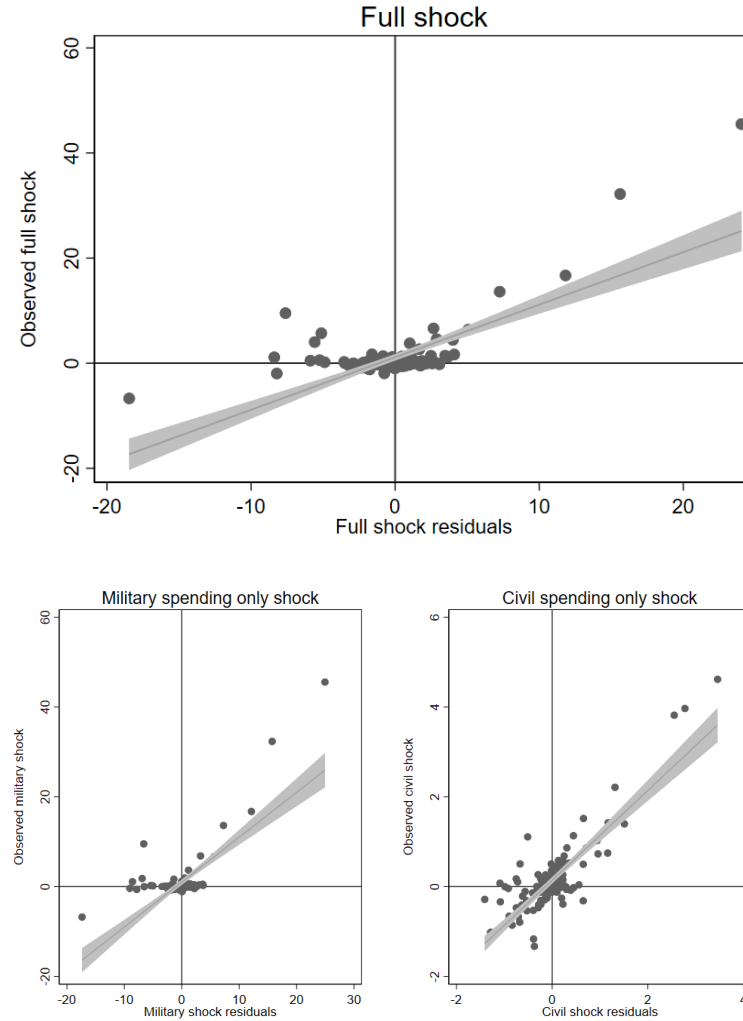 Full shock
60
40
20
0
-20
Observed full shock
-20 -10 0 10 20
Full shock residuals
Military spending only shock
60
40
20
0
-20
Observed military shock
-20 -10 0 10 20 30
Military shock residuals
Civil spending only shock
6
4
2
0
-2
Observed civil shock
-2 0 2 4
Civil shock residuals